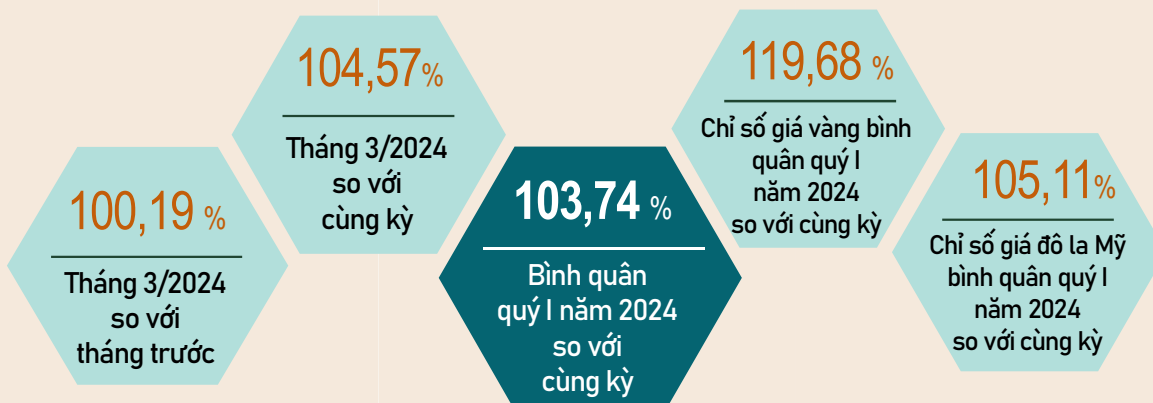 100,19 %
Tháng 3/2024
so với
tháng trước
104,57%
Tháng 3/2024
so với
cùng kỳ
103,74 %
Bình quân
quý I năm 2024
so với
cùng kỳ
119,68 %
Chỉ số giá vàng bình
quân quý I
năm 2024
so với cùng kỳ
105,11%
Chỉ số giá đô la Mỹ
bình quân quý I
năm 2024
so với cùng kỳ